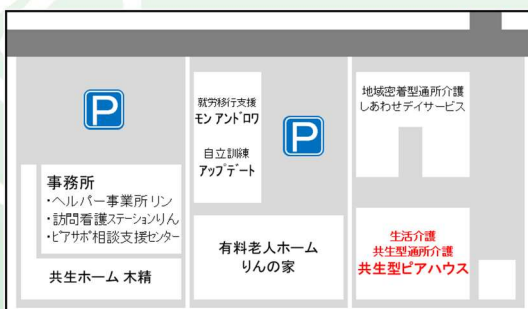 P
事務所
・ヘルパー事業所 リン
・訪問看護ステーションりん
・ピアサポ相談支援センター
共生ホーム 木精
就労移行支援
モン アンドロワ
自立訓練
アップデート
P
有料老人ホーム
りんの家
地域密着型通所介護
しあわせデイサービス
生活介護
共生型通所介護
共生型ピアハウス